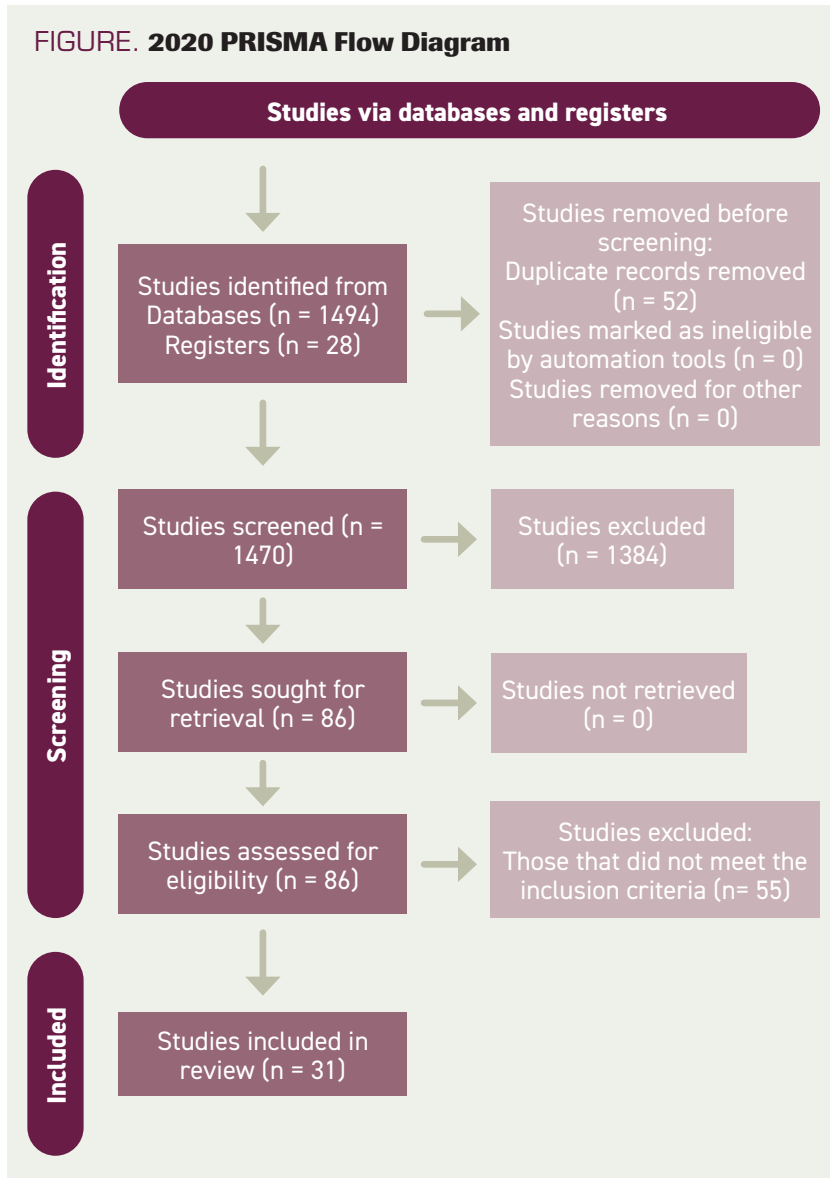 FIGURE. 2020 PRISMA Flow Diagram
Studies via databases and registers
Identification
Studies identified from
Databases (n = 1494)
Registers (n = 28)
Studies removed before
screening:
Duplicate records removed
(n = 52)
Studies marked as ineligible
by automation tools (n = 0)
Studies removed for other
reasons (n = 0)
Screening
Studies screened (n =
1470)
Studies excluded
(n = 1384)
Studies sought for
retrieval (n = 86)
Studies not retrieved
(n = 0)
Studies assessed for
eligibility (n = 86)
Studies excluded:
Those that did not meet the
inclusion criteria (n= 55)
Included
Studies included in
review (n = 31)